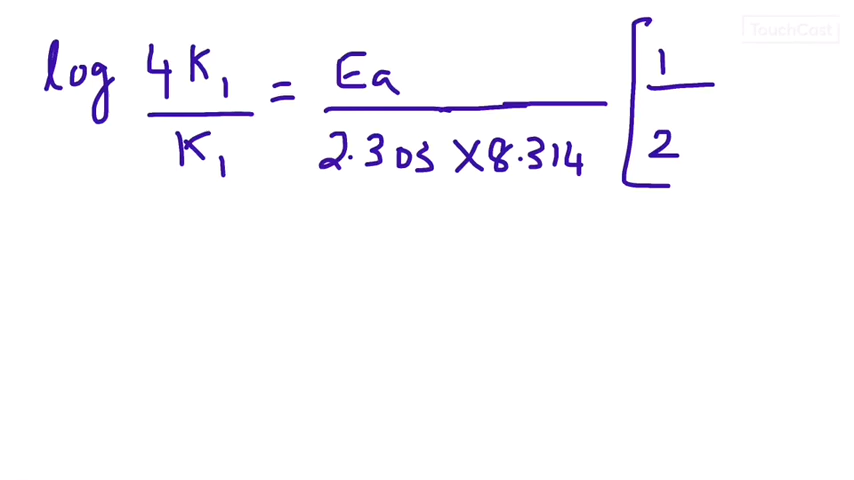 TouchCast
log 4K₁ / K₁ = Ea / 2.303 × 8.314 [ 1 / 2